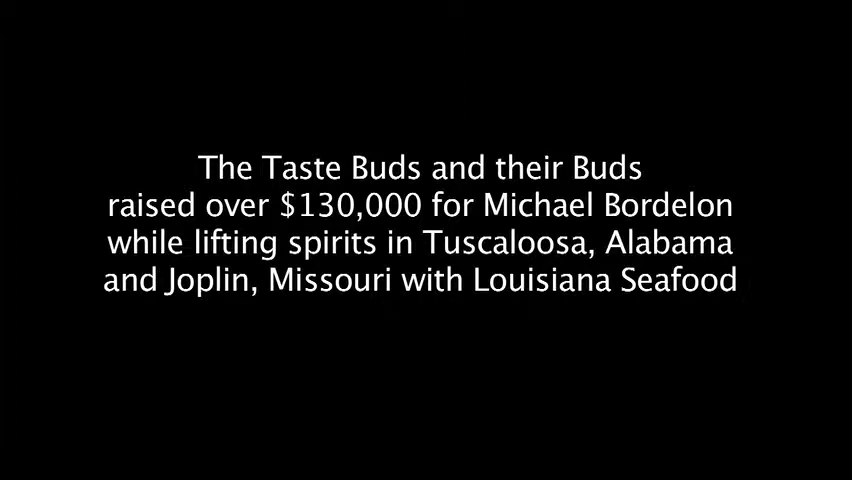 The Taste Buds and their Buds
raised over $130,000 for Michael Bordelon
while lifting spirits in Tuscaloosa, Alabama
and Joplin, Missouri with Louisiana Seafood